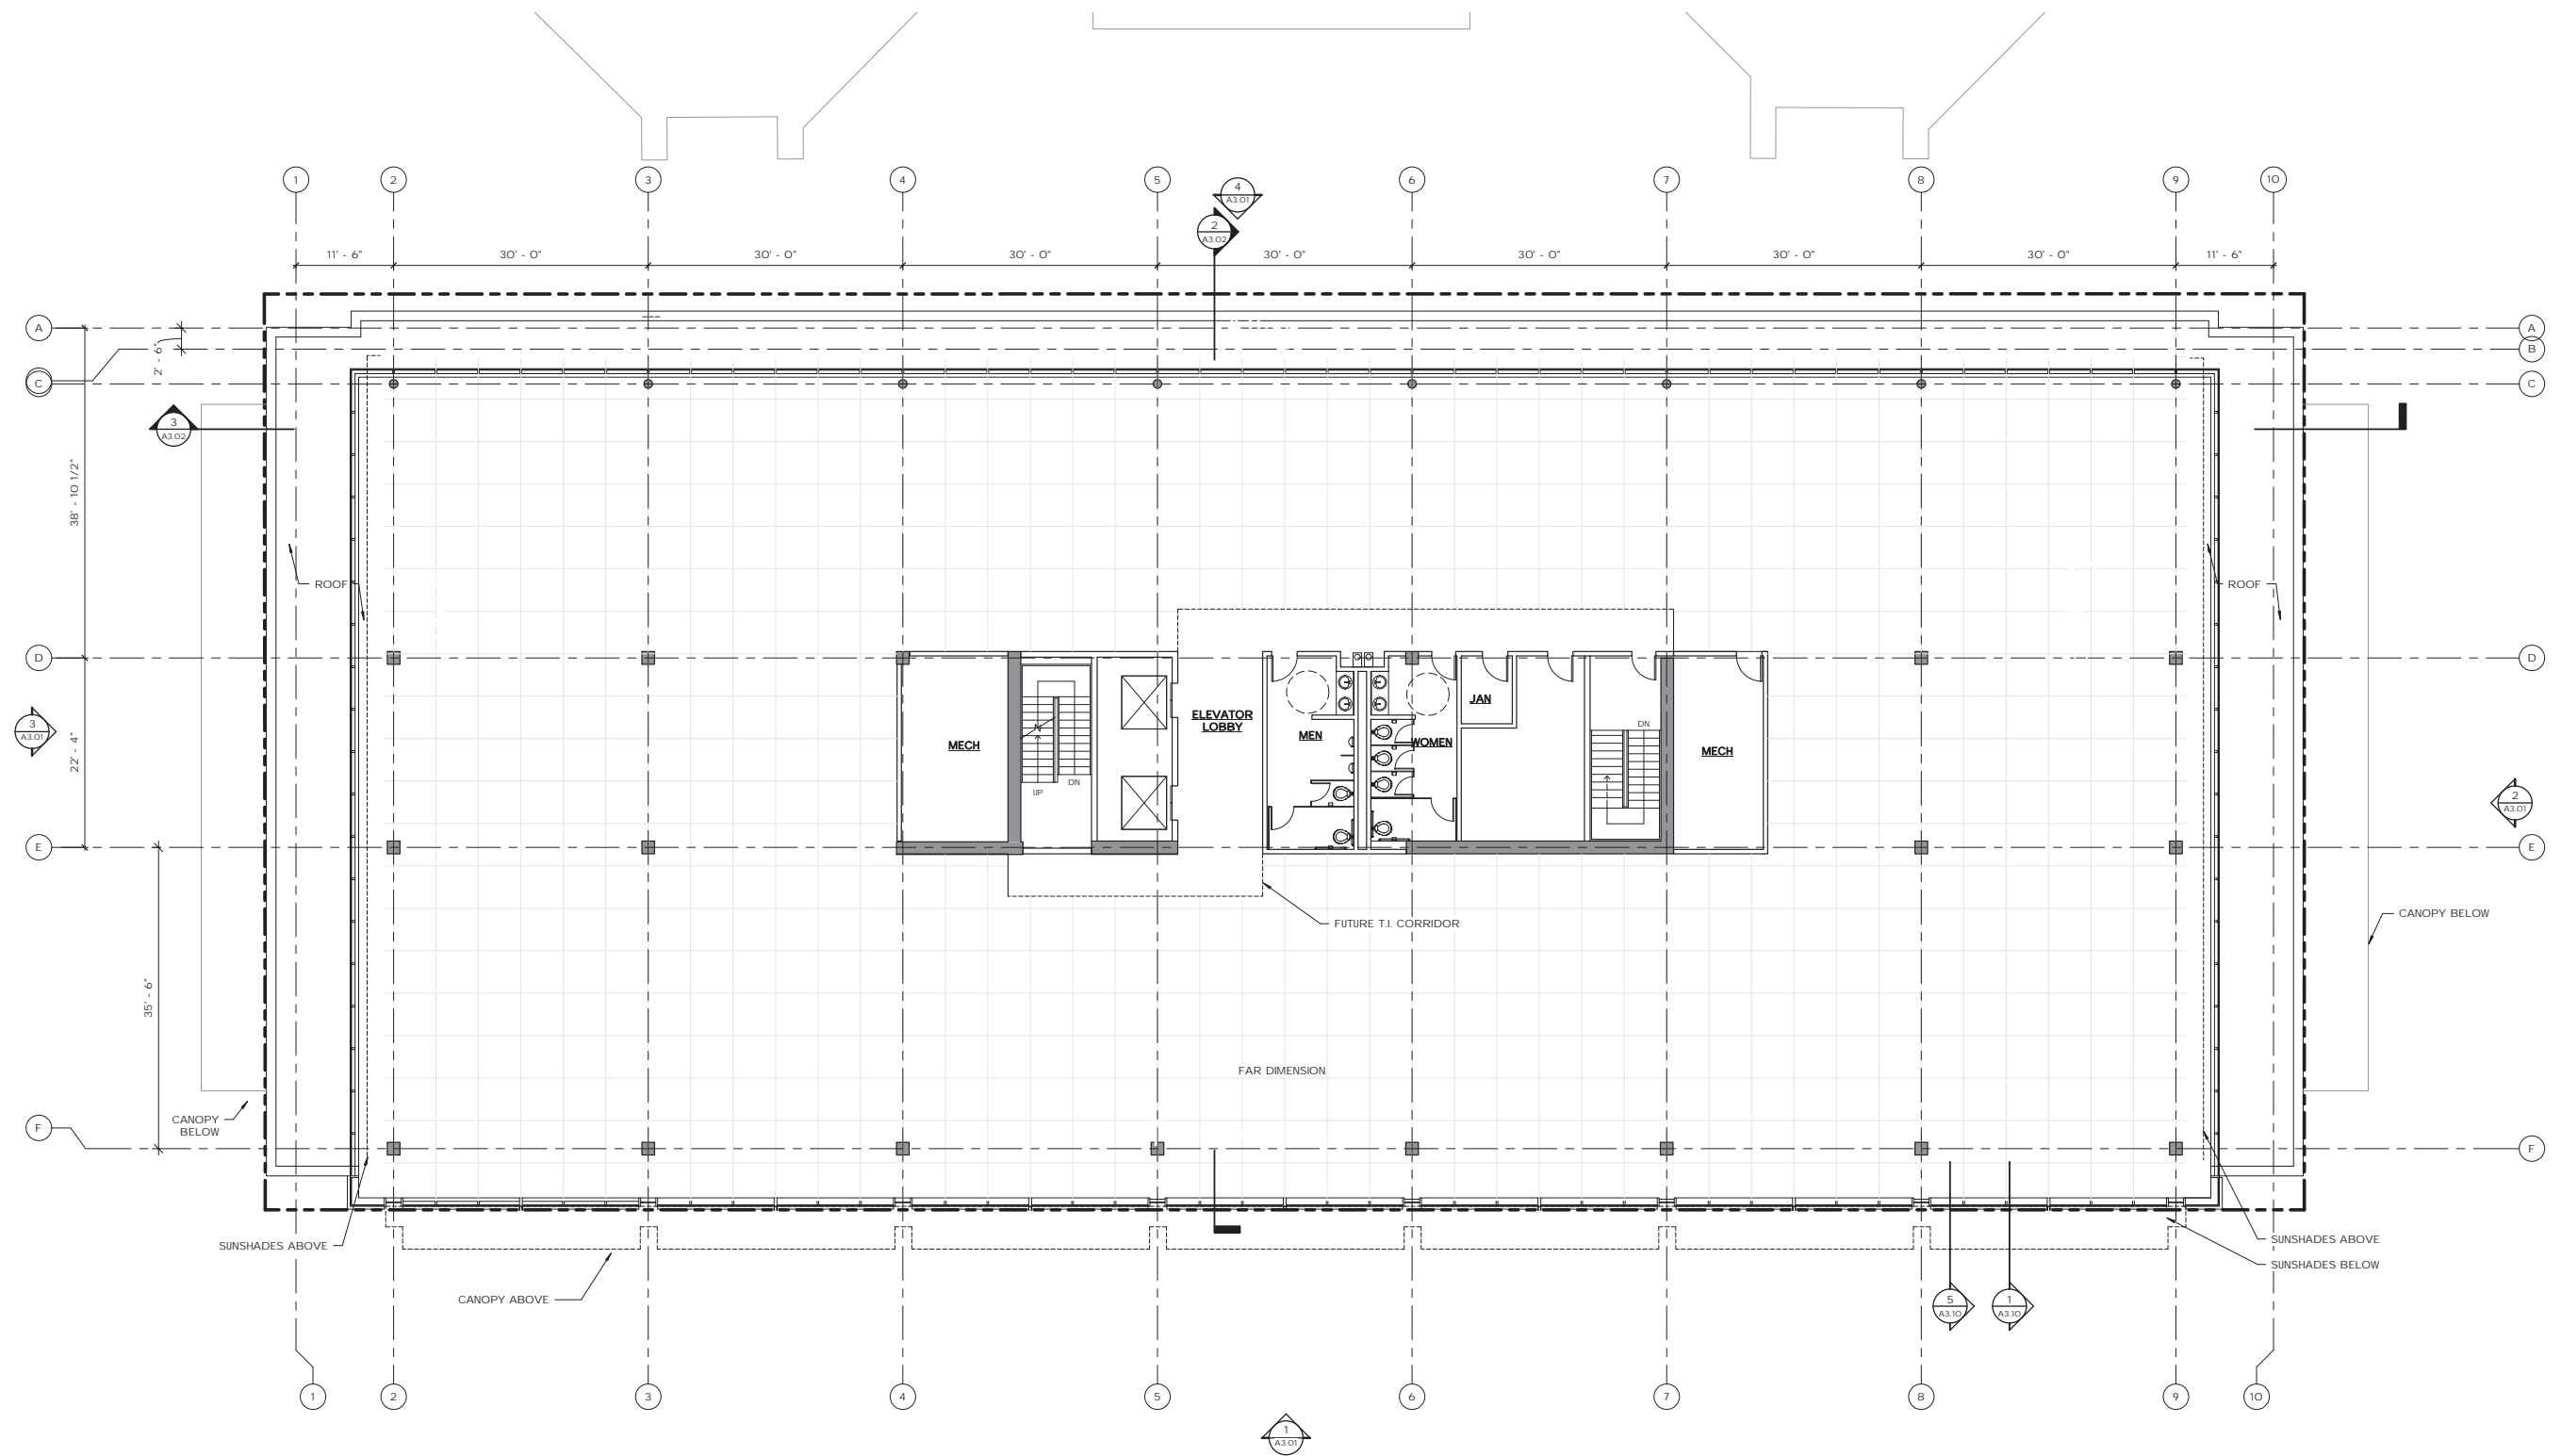 1 2 3 4 5 6 7 8 9 10
4
A3.01
2
A3.02
11' - 6" 30' - 0" 30' - 0" 30' - 0" 30' - 0" 30' - 0" 30' - 0" 30' - 0" 11' - 6"
A A
B
2' - 6"
C C
3
A3.02
38' - 10 1/2"
ROOF ROOF
D D
JAN
ELEVATOR
LOBBY
3
A3.01
DN
MEN WOMEN
MECH MECH
22' - 4"
DN
UP
2
A3.01
E E
CANOPY BELOW
FUTURE T.I. CORRIDOR
35' - 6"
FAR DIMENSION
CANOPY
BELOW
F F
SUNSHADES ABOVE SUNSHADES ABOVE
SUNSHADES BELOW
CANOPY ABOVE
5
A3.10
1
A3.10
1 2 3 4 5 6 7 8 9 10
1
A3.01